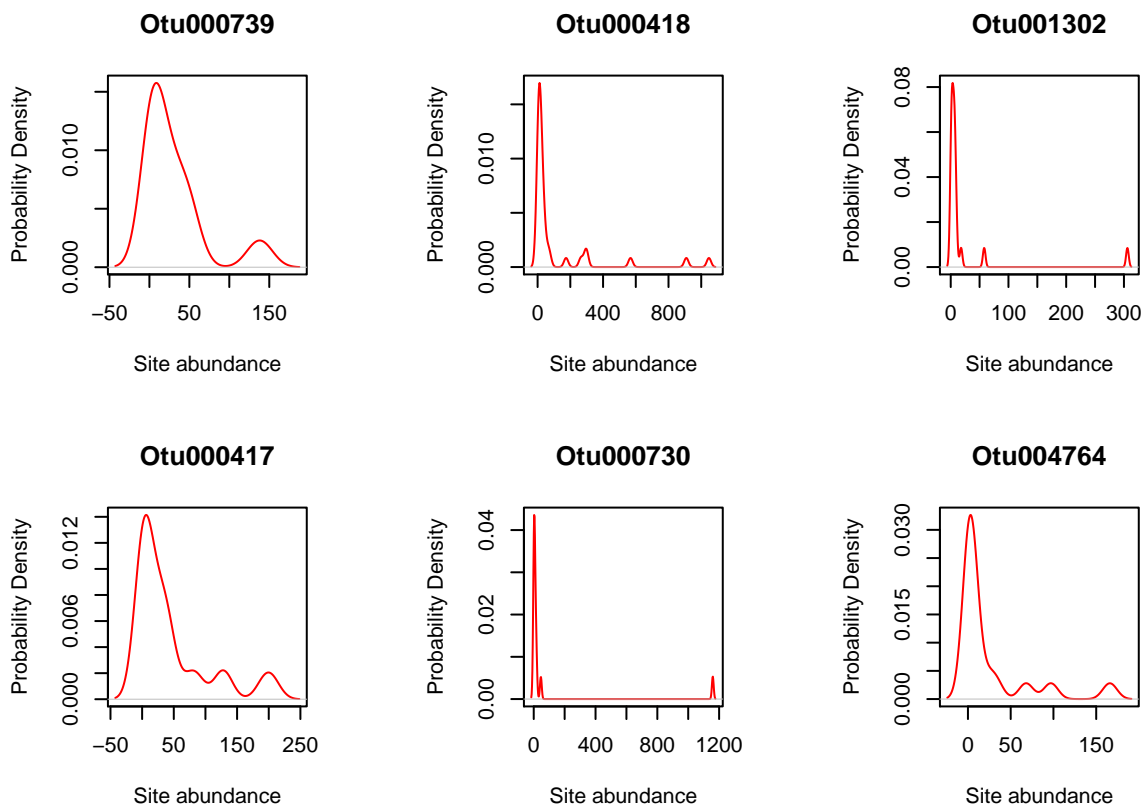 Otu000739
Probability Density
0.000
0.010
−50
50
150
Site abundance
Otu000418
Probability Density
0.000
0.010
0
400
800
Site abundance
Otu001302
Probability Density
0.00
0.04
0.08
0
100
200
300
Site abundance
Otu000417
Probability Density
0.000
0.006
0.012
−50
50
150
250
Site abundance
Otu000730
Probability Density
0.00
0.02
0.04
0
400
800
1200
Site abundance
Otu004764
Probability Density
0.000
0.015
0.030
0
50
150
Site abundance